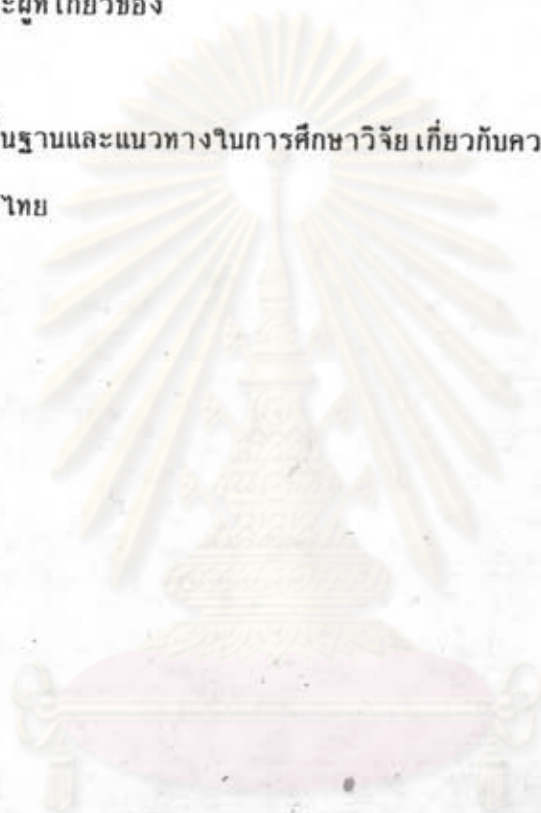 ะผู้ที่เกี่ยวข้อง
นฐานและแนวทางในการศึกษาวิจัยเกี่ยวกับคว
ไทย